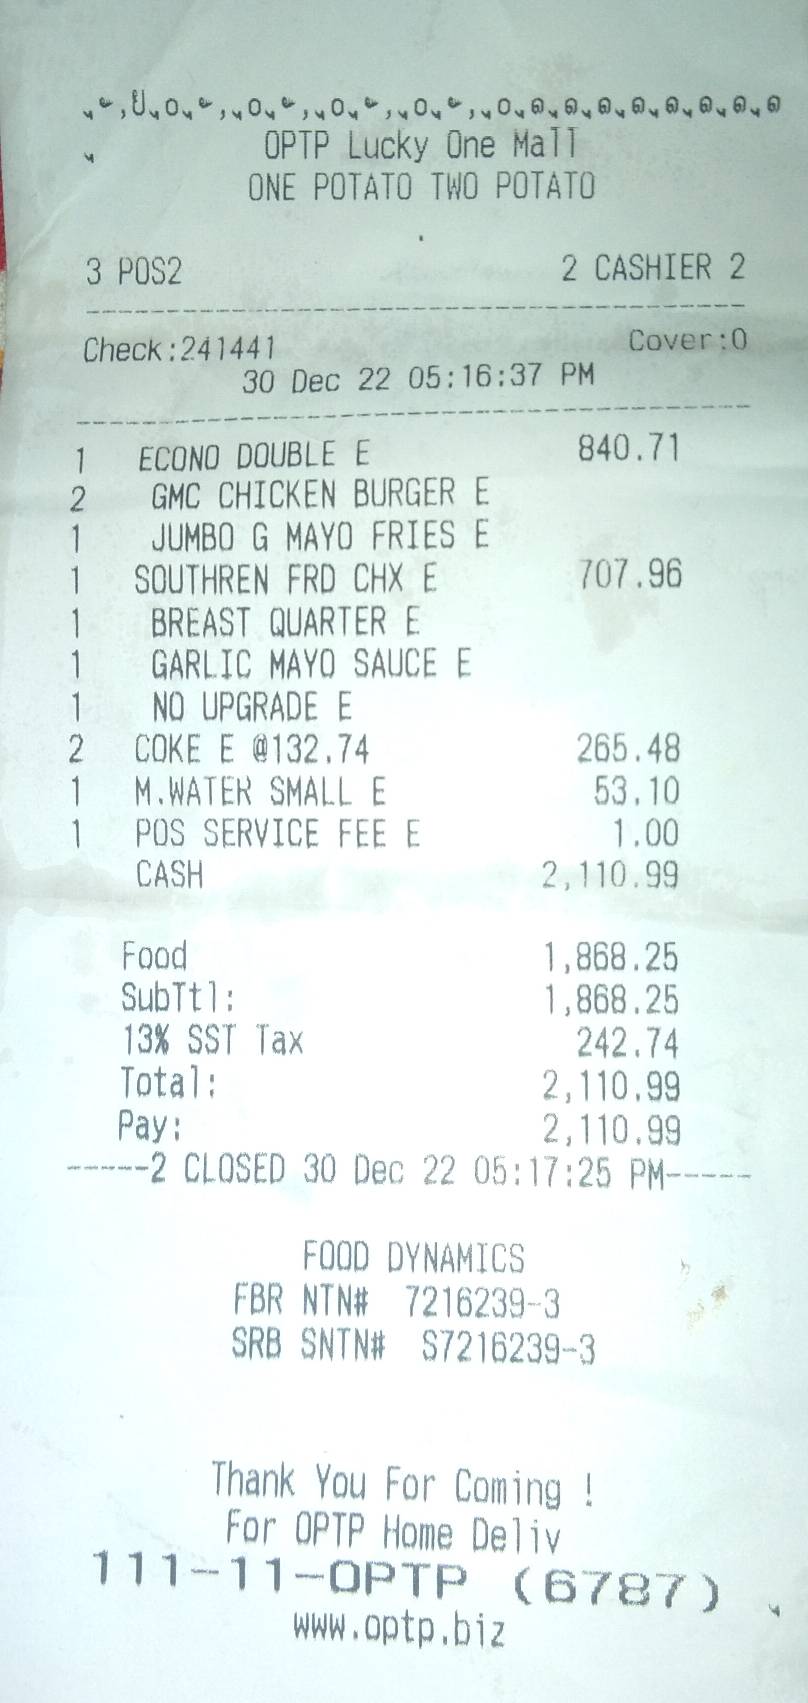 OPTP Lucky One Mall
ONE POTATO TWO POTATO
3 POS2 2 CASHIER 2
Check:241441 Cover:0
30 Dec 22 05:16:37 PM
1 ECONO DOUBLE E 840.71
2 GMC CHICKEN BURGER E
1 JUMBO G MAYO FRIES E
1 SOUTHREN FRD CHX E 707.96
1 BREAST QUARTER E
1 GARLIC MAYO SAUCE E
1 NO UPGRADE E
2 COKE E @132.74 265.48
1 M.WATER SMALL E 53.10
1 POS SERVICE FEE E 1.00
CASH 2,110.99
Food 1,868.25
SubTtl: 1,868.25
13% SST Tax 242.74
Total: 2,110.99
Pay: 2,110.99
-----2 CLOSED 30 Dec 22 05:17:25 PM-----
FOOD DYNAMICS
FBR NTN# 7216239-3
SRB SNTN# S7216239-3
Thank You For Coming !
For OPTP Home Deliv
111-11-OPTP (6787)
www.optp.biz